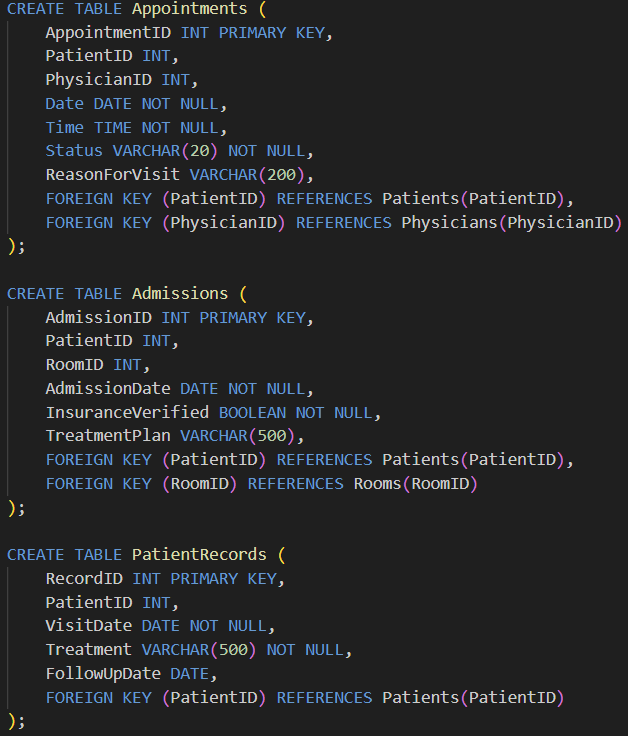 CREATE TABLE Appointments (
    AppointmentID INT PRIMARY KEY,
    PatientID INT,
    PhysicianID INT,
    Date DATE NOT NULL,
    Time TIME NOT NULL,
    Status VARCHAR(20) NOT NULL,
    ReasonForVisit VARCHAR(200),
    FOREIGN KEY (PatientID) REFERENCES Patients(PatientID),
    FOREIGN KEY (PhysicianID) REFERENCES Physicians(PhysicianID)
);

CREATE TABLE Admissions (
    AdmissionID INT PRIMARY KEY,
    PatientID INT,
    RoomID INT,
    AdmissionDate DATE NOT NULL,
    InsuranceVerified BOOLEAN NOT NULL,
    TreatmentPlan VARCHAR(500),
    FOREIGN KEY (PatientID) REFERENCES Patients(PatientID),
    FOREIGN KEY (RoomID) REFERENCES Rooms(RoomID)
);

CREATE TABLE PatientRecords (
    RecordID INT PRIMARY KEY,
    PatientID INT,
    VisitDate DATE NOT NULL,
    Treatment VARCHAR(500) NOT NULL,
    FollowUpDate DATE,
    FOREIGN KEY (PatientID) REFERENCES Patients(PatientID)
);